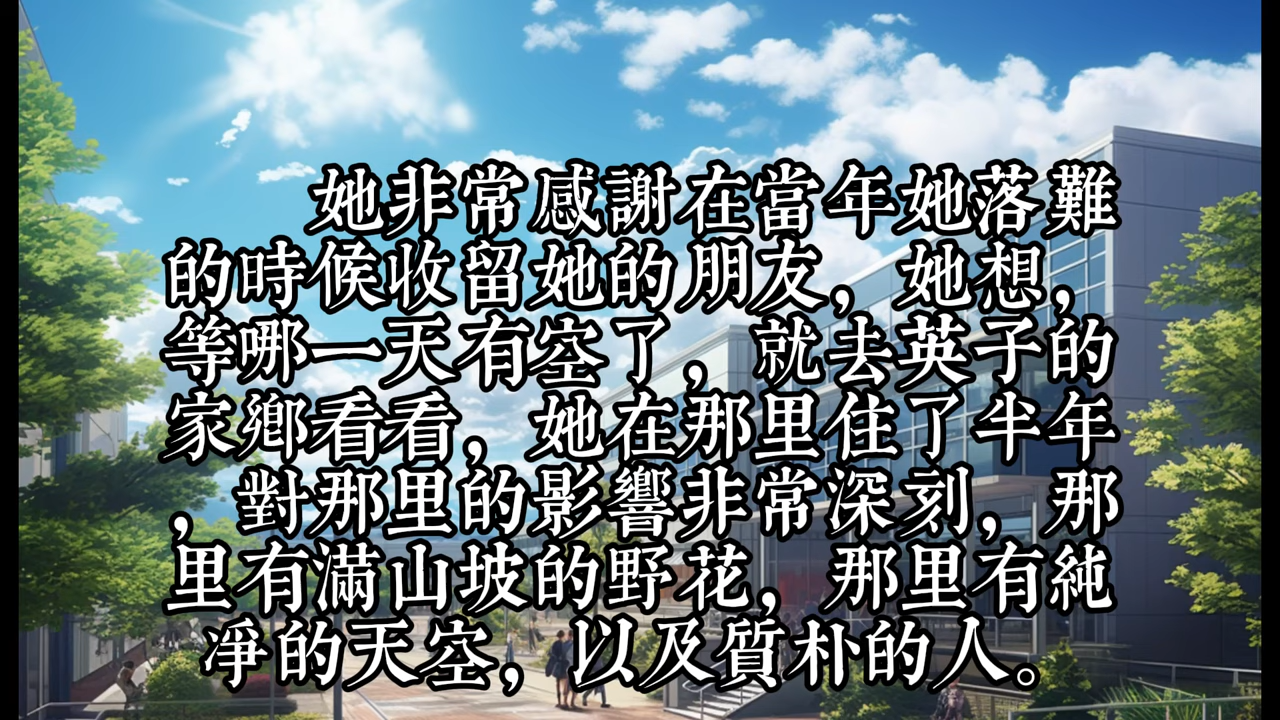 她非常感謝在當年她落難
的時候收留她的朋友，她想，
等哪一天有空了，就去英子的
家鄉看看，她在那里住了半年
，對那里的影響非常深刻，那
里有滿山坡的野花，那里有純
淨的天空，以及質朴的人。